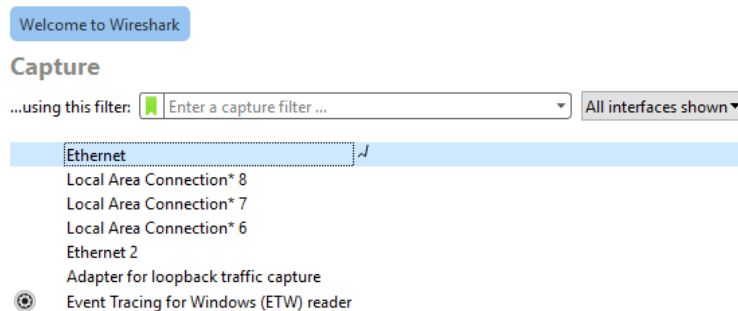 Welcome to Wireshark
Capture
...using this filter: Enter a capture filter ... All interfaces shown
Ethernet
Local Area Connection* 8
Local Area Connection* 7
Local Area Connection* 6
Ethernet 2
Adapter for loopback traffic capture
Event Tracing for Windows (ETW) reader